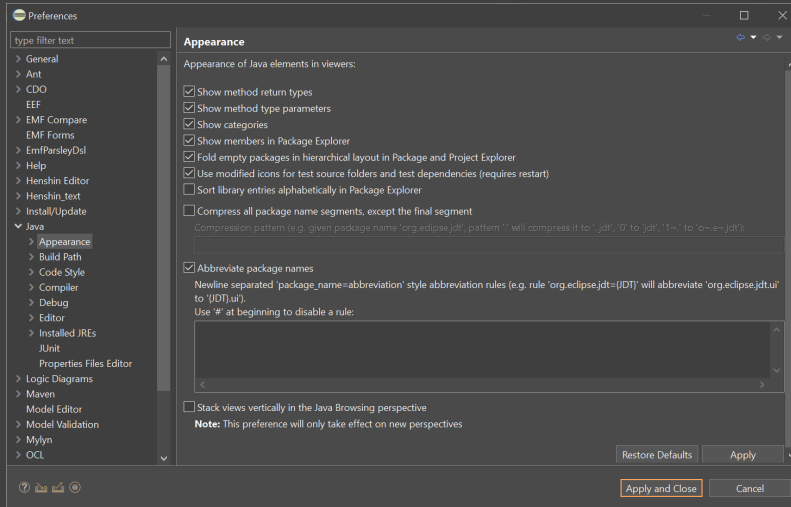 Preferences
type filter text
General
Ant
CDO
EEF
EMF Compare
EMF Forms
EmfParsleyDsl
Help
Henshin Editor
Henshin_text
Install/Update
Java
Appearance
Build Path
Code Style
Compiler
Debug
Editor
Installed JREs
JUnit
Properties Files Editor
Logic Diagrams
Maven
Model Editor
Model Validation
Mylyn
OCL
Appearance
Appearance of Java elements in viewers:
Show method return types
Show method type parameters
Show categories
Show members in Package Explorer
Fold empty packages in hierarchical layout in Package and Project Explorer
Use modified icons for test source folders and test dependencies (requires restart)
Sort library entries alphabetically in Package Explorer
Compress all package name segments, except the final segment
Compression pattern (e.g. given package name 'org.eclipse.jdt', pattern '.' will compress it to '.jdt', '0' to 'jdt', '1~.' to 'o~.e~.jdt'):
Abbreviate package names
Newline separated 'package_name=abbreviation' style abbreviation rules (e.g. rule 'org.eclipse.jdt={JDT}' will abbreviate 'org.eclipse.jdt.ui'
to '{JDT}.ui').
Use '#' at beginning to disable a rule:
Stack views vertically in the Java Browsing perspective
Note: This preference will only take effect on new perspectives
Restore Defaults
Apply
Apply and Close
Cancel